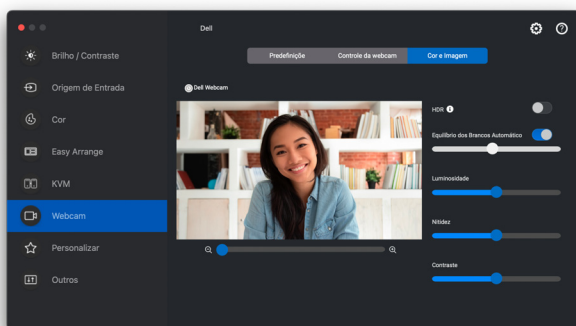 Dell
Brilho / Contraste
Origem de Entrada
Cor
Easy Arrange
KVM
Webcam
Personalizar
Outros
Predefiniçõe
Controle da webcam
Cor e Imagem
Dell Webcam
HDR
Equilíbrio dos Brancos Automático
Luminosidade
Nitidez
Contraste